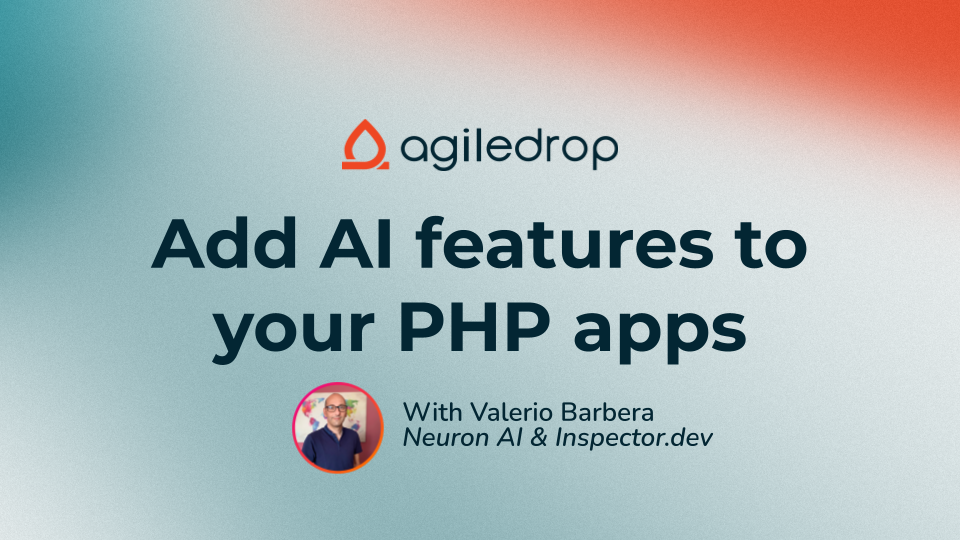 agiledrop
Add AI features to
your PHP apps
With Valerio Barbera
Neuron AI & Inspector.dev